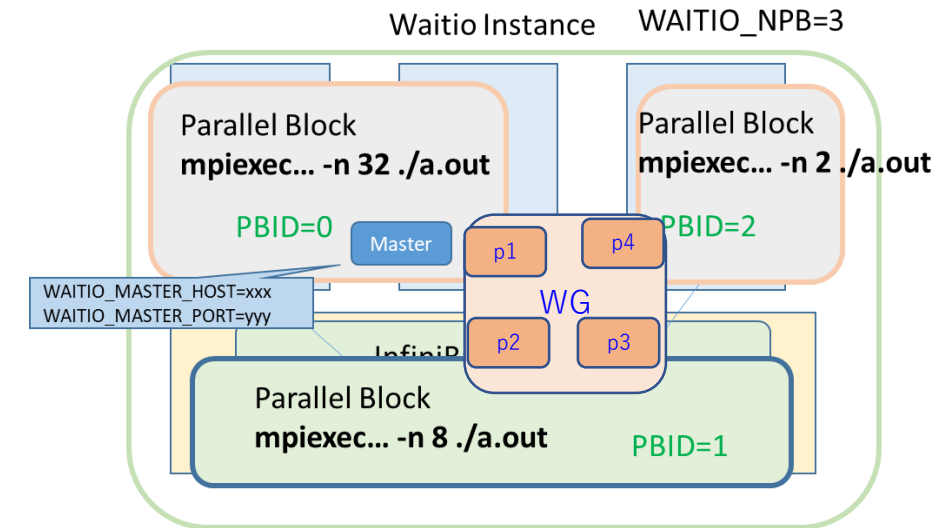 Waitio Instance
WAITIO_NPB=3
Parallel Block
mpiexec... -n 32 ./a.out
PBID=0
Master
Parallel Block
mpiexec... -n 2 ./a.out
PBID=2
WAITIO_MASTER_HOST=xxx
WAITIO_MASTER_PORT=yyy
p1
p4
WG
p2
p3
Parallel Block
mpiexec... -n 8 ./a.out
PBID=1